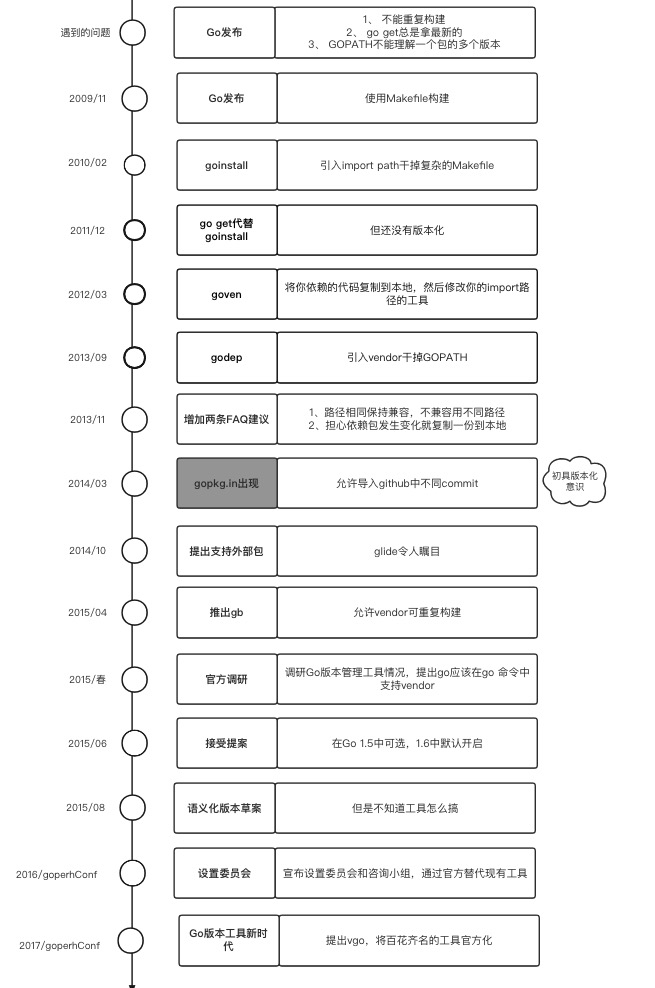 遇到的问题
Go发布
1、 不能重复构建
2、 go get总是拿最新的
3、 GOPATH不能理解一个包的多个版本
2009/11
Go发布
使用Makefile构建
2010/02
goinstall
引入import path干掉复杂的Makefile
2011/12
go get代替
goinstall
但还没有版本化
2012/03
goven
将你依赖的代码复制到本地，然后修改你的import路
径的工具
2013/09
godep
引入vendor干掉GOPATH
2013/11
增加两条FAQ建议
1、路径相同保持兼容，不兼容用不同路径
2、担心依赖包发生变化就复制一份到本地
2014/03
gopkg.in出现
允许导入github中不同commit
初具版本化
意识
2014/10
提出支持外部包
glide令人瞩目
2015/04
推出gb
允许vendor可重复构建
2015/春
官方调研
调研Go版本管理工具情况，提出go应该在go 命令中
支持vendor
2015/06
接受提案
在Go 1.5中可选，1.6中默认开启
2015/08
语义化版本草案
但是不知道工具怎么搞
2016/goperhConf
设置委员会
宣布设置委员会和咨询小组，通过官方替代现有工具
2017/goperhConf
Go版本工具新时
代
提出vgo，将百花齐名的工具官方化